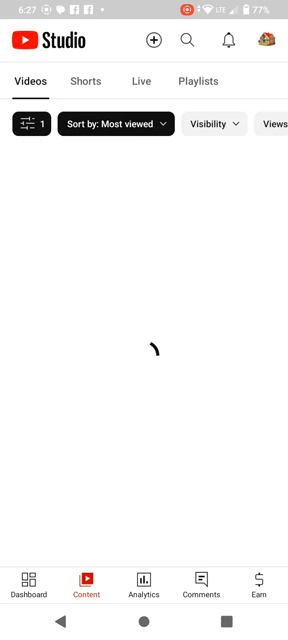 6:27 LTE 77%
Studio
Videos Shorts Live Playlists
1 Sort by: Most viewed Visibility Views
Dashboard Content Analytics Comments Earn